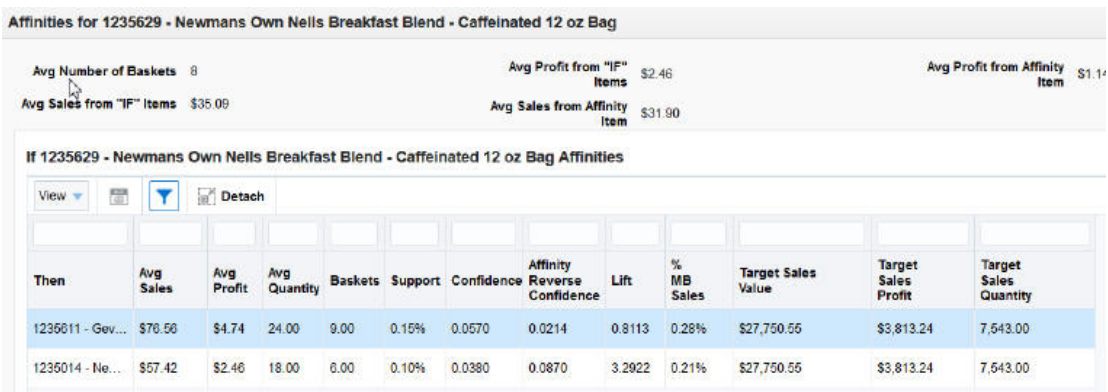 Affinities for 1235629 - Newmans Own Nells Breakfast Blend - Caffeinated 12 oz Bag
Avg Number of Baskets 8
Avg Profit from "IF" Items $2.46
Avg Profit from Affinity Item $1.14
Avg Sales from "IF" Items $35.09
Avg Sales from Affinity Item $31.90
If 1235629 - Newmans Own Nells Breakfast Blend - Caffeinated 12 oz Bag Affinities
View Detach
Then Avg Sales Avg Profit Avg Quantity Baskets Support Confidence Affinity Reverse Confidence Lift % MB Sales Target Sales Value Target Sales Profit Target Sales Quantity
1235611 - Gev... $76.56 $4.74 24.00 9.00 0.15% 0.0570 0.0214 0.8113 0.28% $27,750.55 $3,813.24 7,543.00
1235014 - Ne... $57.42 $2.46 18.00 6.00 0.10% 0.0380 0.0870 3.2922 0.21% $27,750.55 $3,813.24 7,543.00